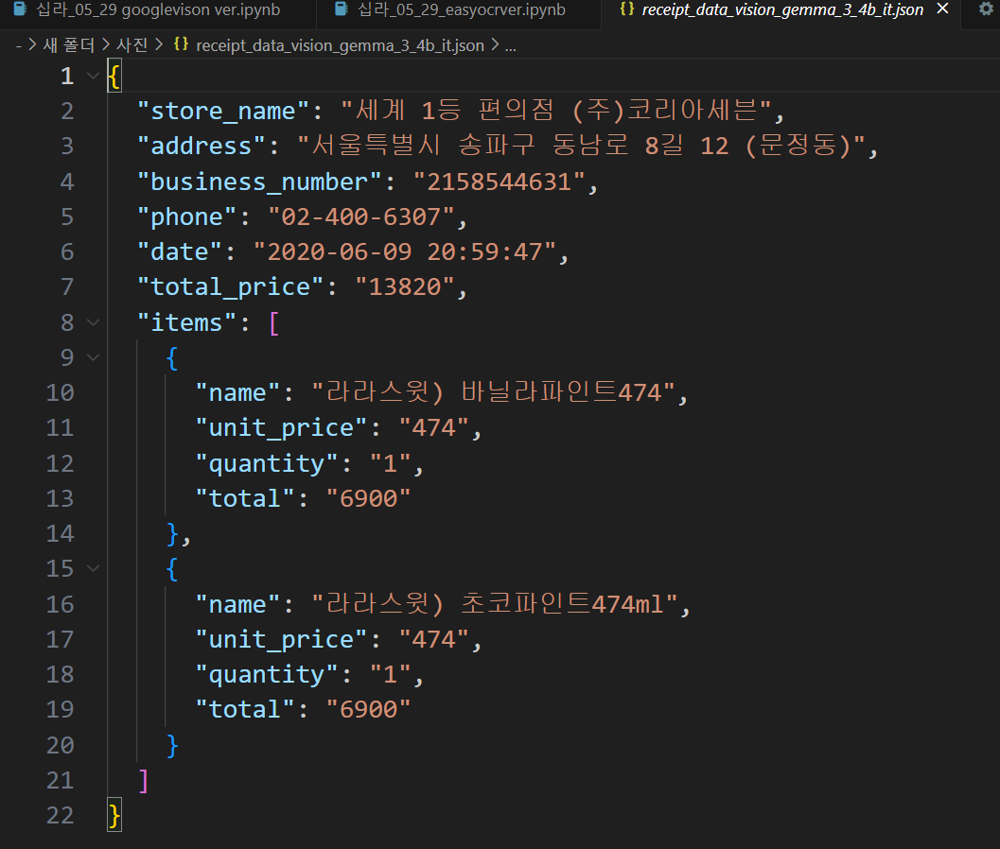 십라_05_29 googlevison ver.ipynb
십라_05_29_easyocrver.ipynb
{} receipt_data_vision_gemma_3_4b_it.json ×
- > 새 폴더 > 사진 > {} receipt_data_vision_gemma_3_4b_it.json > ...
1 {
2 "store_name": "세계 1등 편의점 (주)코리아세븐",
3 "address": "서울특별시 송파구 동남로 8길 12 (문정동)",
4 "business_number": "2158544631",
5 "phone": "02-400-6307",
6 "date": "2020-06-09 20:59:47",
7 "total_price": "13820",
8 "items": [
9 {
10 "name": "라라스윗) 바닐라파인트474",
11 "unit_price": "474",
12 "quantity": "1",
13 "total": "6900"
14 },
15 {
16 "name": "라라스윗) 초코파인트474ml",
17 "unit_price": "474",
18 "quantity": "1",
19 "total": "6900"
20 }
21 ]
22 }